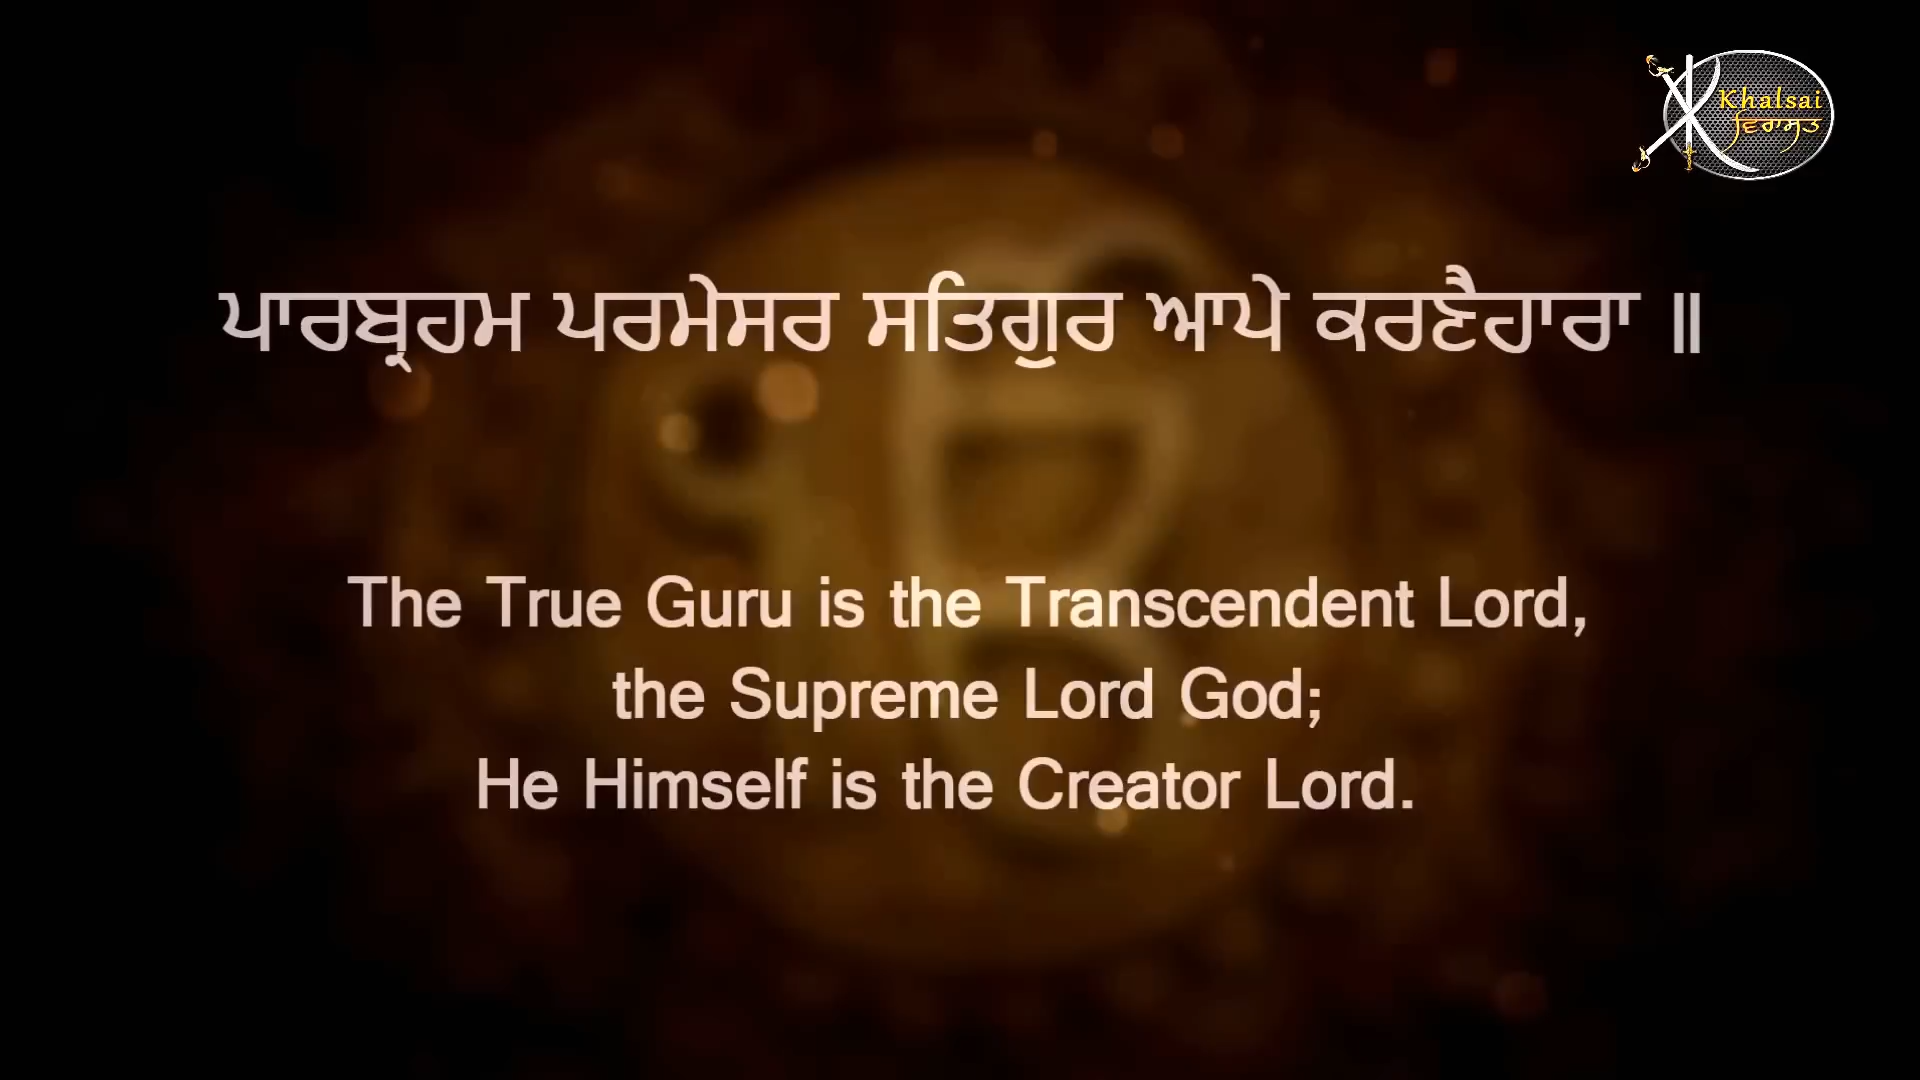 Khalsai
ਵਿਰਾਸਤ
ਪਾਰਬ੍ਰਹਮ ਪਰਮੇਸਰ ਸਤਿਗੁਰ ਆਪੇ ਕਰਣੈਹਾਰਾ ॥
The True Guru is the Transcendent Lord,
the Supreme Lord God;
He Himself is the Creator Lord.